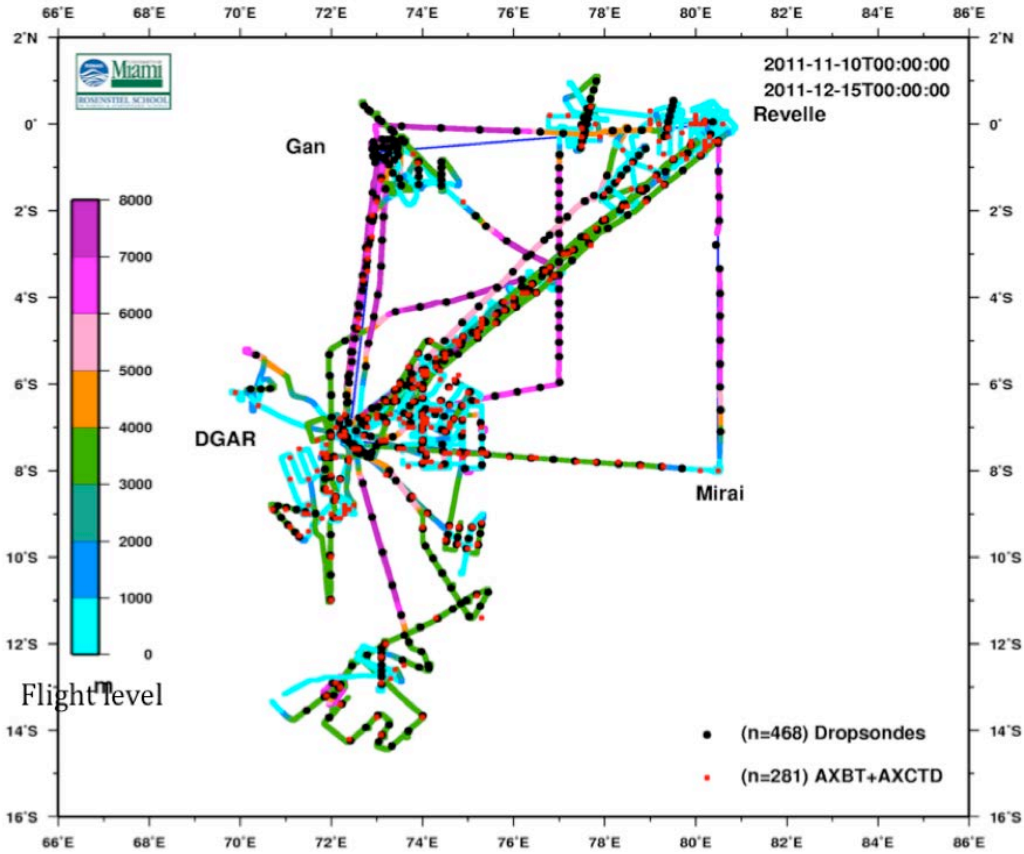 66˚E 68˚E 70˚E 72˚E 74˚E 76˚E 78˚E 80˚E 82˚E 84˚E 86˚E
2˚N 2˚N
Miami
ROSENSTIEL SCHOOL
2011-11-10T00:00:00
2011-12-15T00:00:00
Revelle
0˚ 0˚
Gan
2˚S 2˚S
8000
7000
4˚S 4˚S
6000
5000
6˚S 6˚S
4000
DGAR
8˚S 8˚S
3000
Mirai
2000
10˚S 10˚S
1000
12˚S 12˚S
0
m
Flight level
14˚S 14˚S
(n=468) Dropsondes
(n=281) AXBT+AXCTD
16˚S 16˚S
66˚E 68˚E 70˚E 72˚E 74˚E 76˚E 78˚E 80˚E 82˚E 84˚E 86˚E